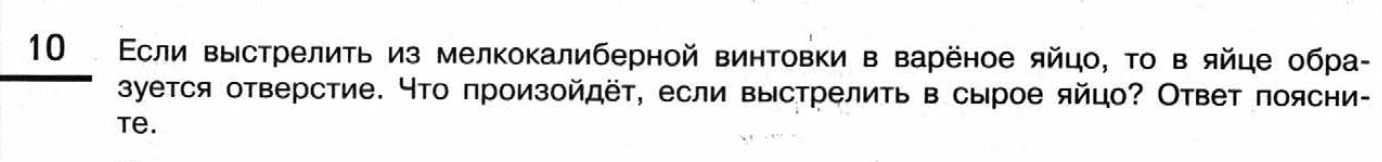 10 Если выстрелить из мелкокалиберной винтовки в варёное яйцо, то в яйце обра-
зуется отверстие. Что произойдёт, если выстрелить в сырое яйцо? Ответ поясни-
те.